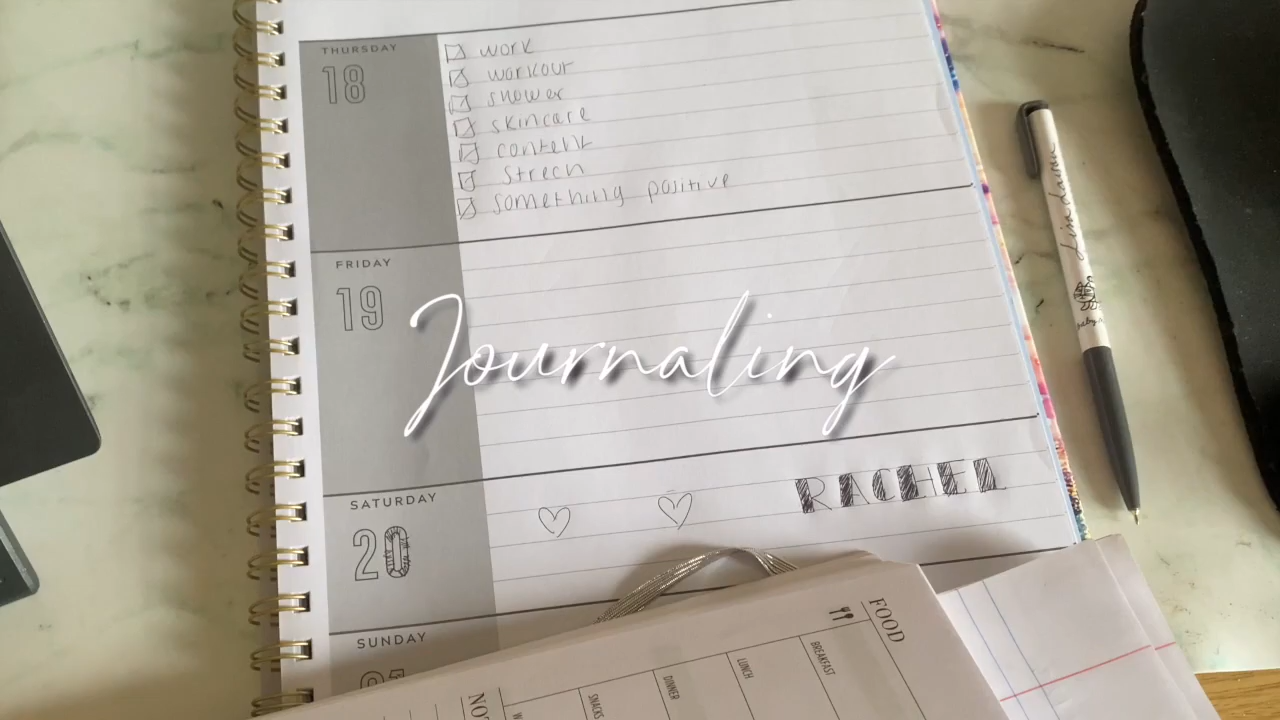 THURSDAY
18
work
workout
shower
skincare
content
strech
something positive
FRIDAY
19
Journaling
SATURDAY
20
RACHEL
SUNDAY
21
FOOD
BREAKFAST
LUNCH
DINNER
SNACKS